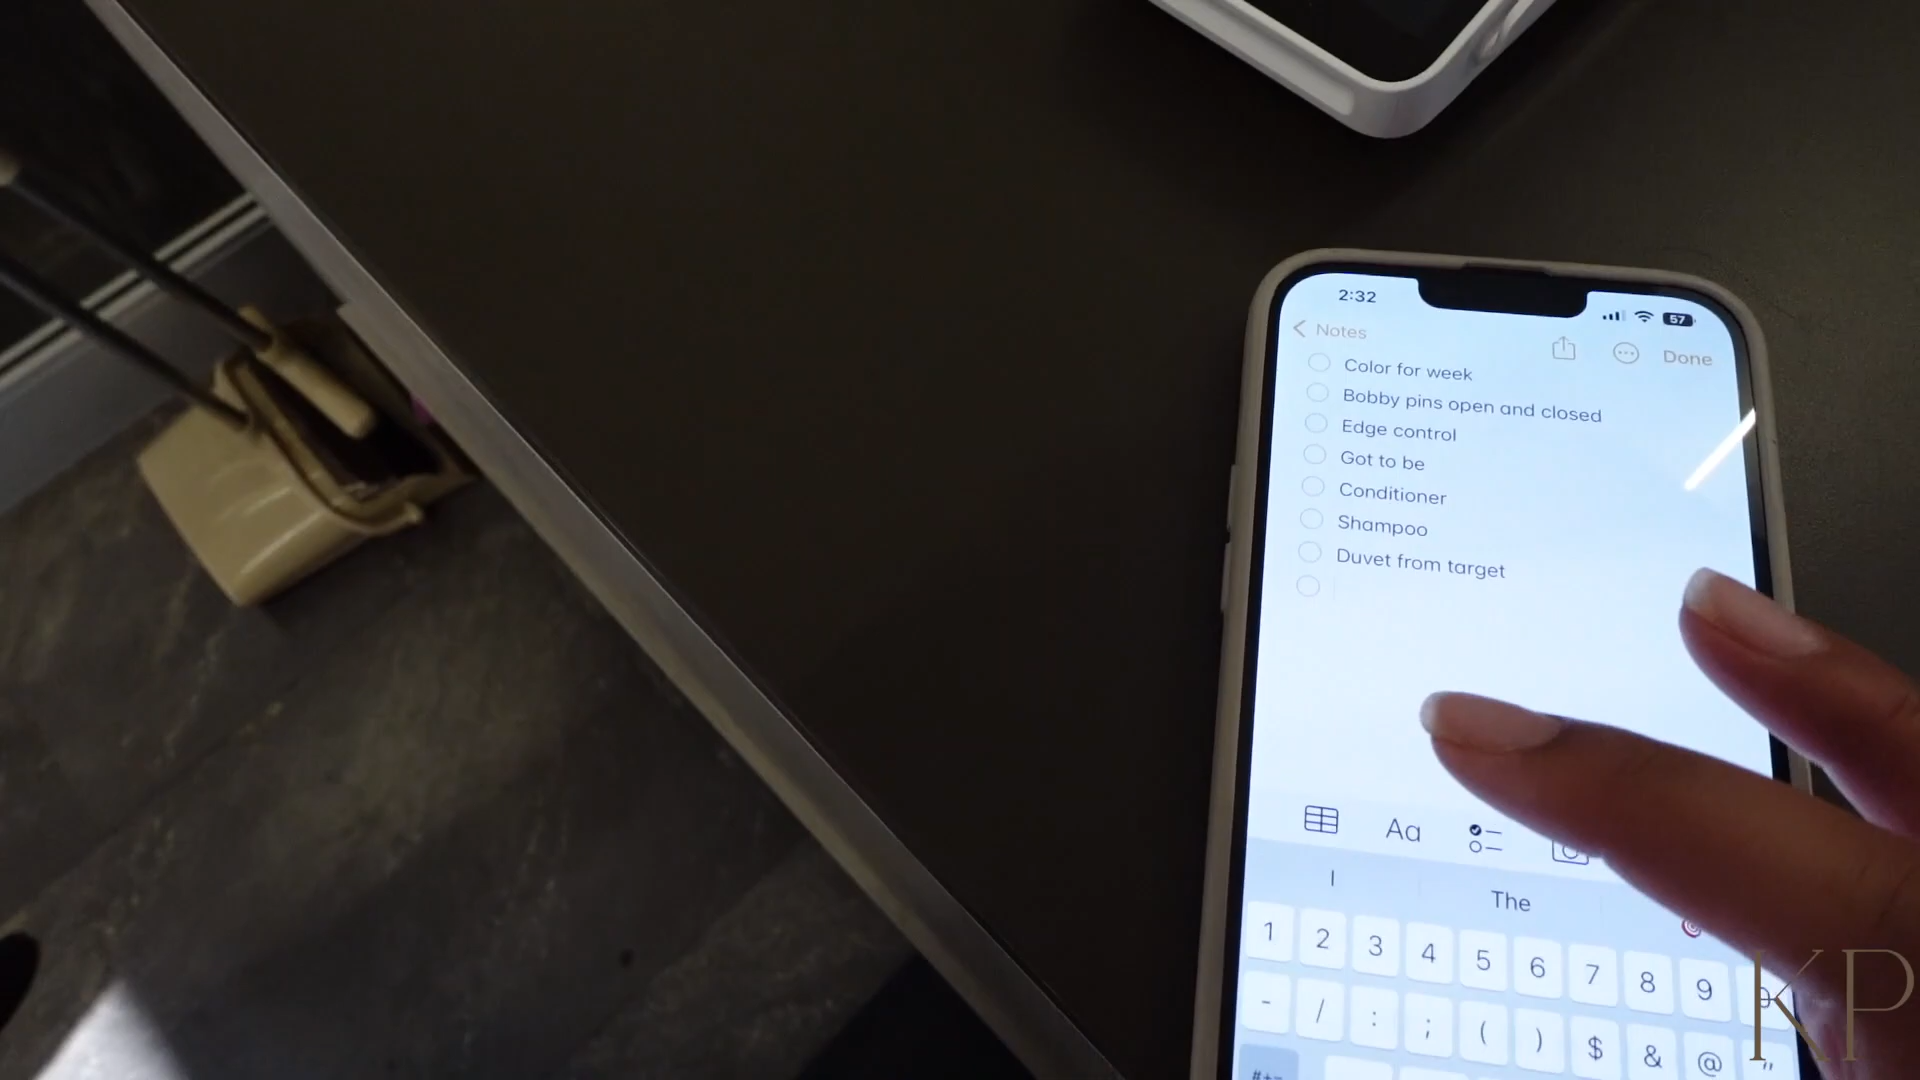 2:32
57
Notes
Done
Color for week
Bobby pins open and closed
Edge control
Got to be
Conditioner
Shampoo
Duvet from target
Aa
I
The
1 2 3 4 5 6 7 8 9 0
- / : ; ( ) $ & @ "
#+=
KP